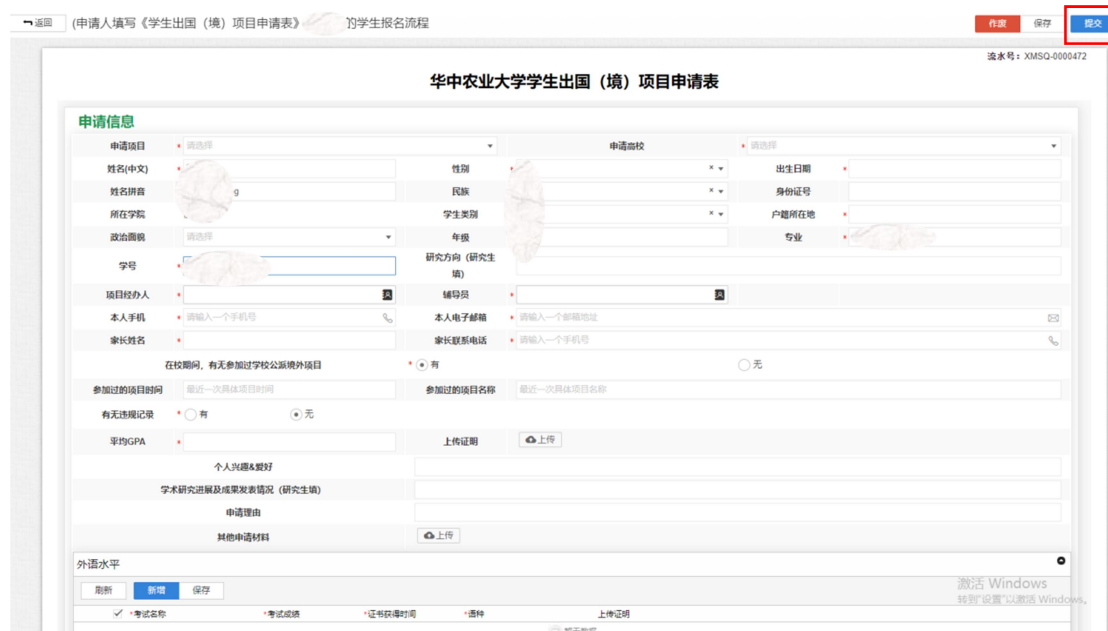 返回 (申请人填写《学生出国（境）项目申请表》 的学生报名流程 作废 保存 提交
流水号：XMSQ-0000472
华中农业大学学生出国（境）项目申请表
申请信息
申请项目 * 请选择 申请高校 * 请选择
姓名(中文) * 性别 * × 出生日期 *
姓名拼音 g 民族 × 身份证号
所在学院 学生类别 × 户籍所在地 *
政治面貌 请选择 年级 专业 *
学号 * 研究方向（研究生
填）
项目经办人 * 辅导员 *
本人手机 * 请输入一个手机号 本人电子邮箱 * 请输入一个邮箱地址
家长姓名 * 家长联系电话 * 请输入一个手机号
在校期间，有无参加过学校公派境外项目 * 有 无
参加过的项目时间 最近一次具体项目时间 参加过的项目名称 最近一次具体项目名称
有无违规记录 * 有 无
平均GPA * 上传证明 上传
个人兴趣&爱好
学术研究进展及成果发表情况（研究生填）
申请理由
其他申请材料 上传
外语水平
刷新 新增 保存
激活 Windows
转到"设置"以激活 Windows。
*考试名称 *考试成绩 *证书获得时间 *语种 上传证明